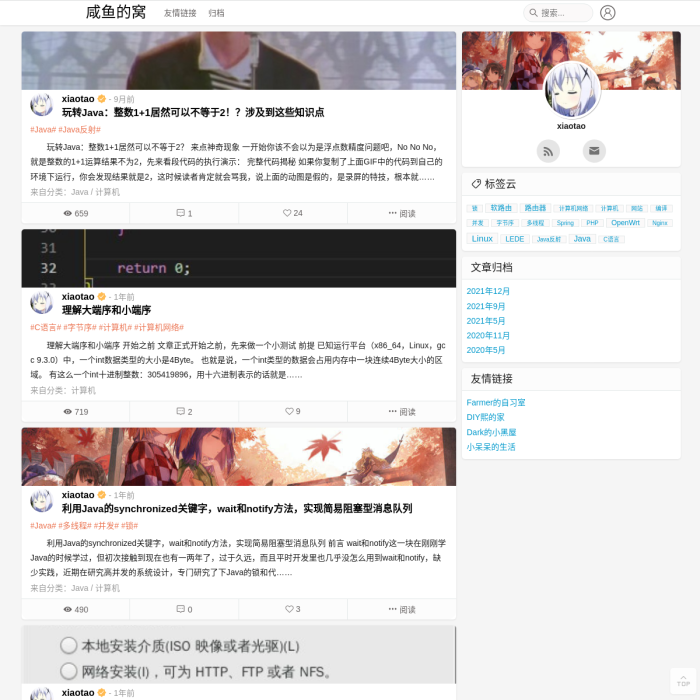 咸鱼的窝 友情链接 归档 搜索...
xiaotao - 9月前
玩转Java：整数1+1居然可以不等于2！？涉及到这些知识点
#Java# #Java反射#
玩转Java：整数1+1居然可以不等于2？ 来点神奇现象 一开始你该不会以为是浮点数精度问题吧，No No No，
就是整数的1+1运算结果不为2，先来看段代码的执行演示： 完整代码揭秘 如果你复制了上面GIF中的代码到自己的
环境下运行，你会发现结果就是2，这时候读者肯定就会骂我，说上面的动图是假的，是录屏的特技，根本就……
来自分类：Java / 计算机
659 1 24 阅读
31
32 return 0;
xiaotao - 1年前
理解大端序和小端序
#C语言# #字节序# #计算机# #计算机网络#
理解大端序和小端序 开始之前 文章正式开始之前，先来做一个小测试 前提 已知运行平台（x86_64，Linux，gc
c 9.3.0）中，一个int数据类型的大小是4Byte。 也就是说，一个int类型的数据会占用内存中一块连续4Byte大小的区
域。 有这么一个int十进制整数：305419896，用十六进制表示的话就是……
来自分类：计算机
719 2 9 阅读
xiaotao - 1年前
利用Java的synchronized关键字，wait和notify方法，实现简易阻塞型消息队列
#Java# #多线程# #并发# #锁#
利用Java的synchronized关键字，wait和notify方法，实现简易阻塞型消息队列 前言 wait和notify这一块在刚刚学
Java的时候学过，但初次接触到现在也有一两年了，过于久远，而且平时开发里也几乎没怎么用到wait和notify，缺
少实践，近期在研究高并发的系统设计，专门研究了下Java的锁和代……
来自分类：Java / 计算机
490 0 3 阅读
本地安装介质(ISO 映像或者光驱)(L)
网络安装(I)，可为 HTTP、FTP 或者 NFS。
xiaotao - 1年前
xiaotao
标签云
锁 软路由 路由器 计算机网络 计算机 网站 编译
并发 字节序 多线程 Spring PHP OpenWrt Nginx
Linux LEDE Java反射 Java C语言
文章归档
2021年12月
2021年9月
2021年5月
2020年11月
2020年5月
友情链接
Farmer的自习室
DIY熙的家
Dark的小黑屋
小呆呆的生活
TOP